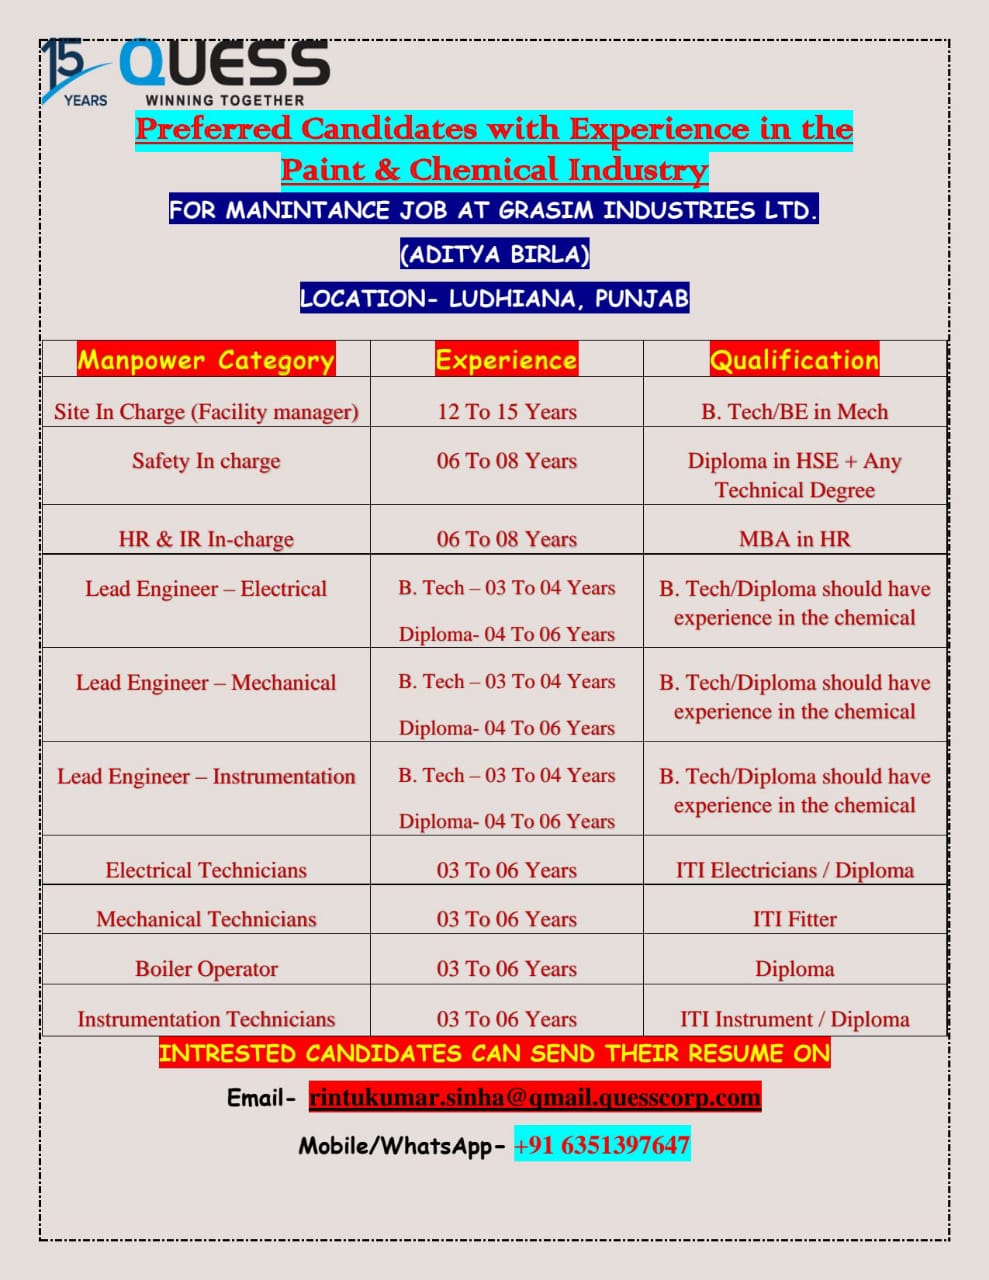 15 YEARS
QUESS
WINNING TOGETHER
Preferred Candidates with Experience in the
Paint & Chemical Industry
FOR MANINTANCE JOB AT GRASIM INDUSTRIES LTD.
(ADITYA BIRLA)
LOCATION- LUDHIANA, PUNJAB
Manpower Category Experience Qualification
Site In Charge (Facility manager) 12 To 15 Years B. Tech/BE in Mech
Safety In charge 06 To 08 Years Diploma in HSE + Any
Technical Degree
HR & IR In-charge 06 To 08 Years MBA in HR
Lead Engineer – Electrical B. Tech – 03 To 04 Years B. Tech/Diploma should have
experience in the chemical
Diploma- 04 To 06 Years
Lead Engineer – Mechanical B. Tech – 03 To 04 Years B. Tech/Diploma should have
experience in the chemical
Diploma- 04 To 06 Years
Lead Engineer – Instrumentation B. Tech – 03 To 04 Years B. Tech/Diploma should have
experience in the chemical
Diploma- 04 To 06 Years
Electrical Technicians 03 To 06 Years ITI Electricians / Diploma
Mechanical Technicians 03 To 06 Years ITI Fitter
Boiler Operator 03 To 06 Years Diploma
Instrumentation Technicians 03 To 06 Years ITI Instrument / Diploma
INTRESTED CANDIDATES CAN SEND THEIR RESUME ON
Email- rintukumar.sinha@qmail.quesscorp.com
Mobile/WhatsApp- +91 6351397647